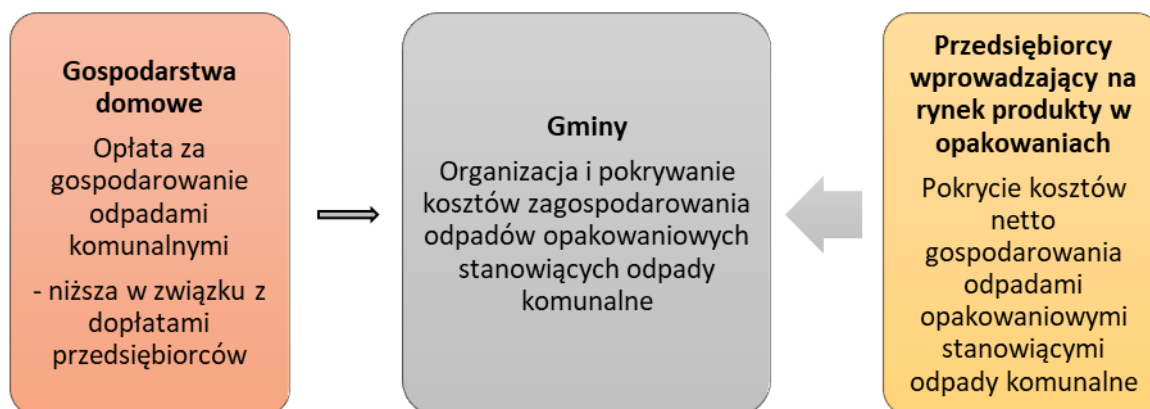 Gospodarstwa
domowe
Opłata za
gospodarowanie
odpadami
komunalnymi
- niższa w związku z
dopłatami
przedsiębiorców
Gminy
Organizacja i pokrywanie
kosztów zagospodarowania
odpadów opakowaniowych
stanowiących odpady
komunalne
Przedsiębiorcy
wprowadzający na
rynek produkty w
opakowaniach
Pokrycie kosztów
netto
gospodarowania
odpadami
opakowaniowymi
stanowiącymi
odpady komunalne